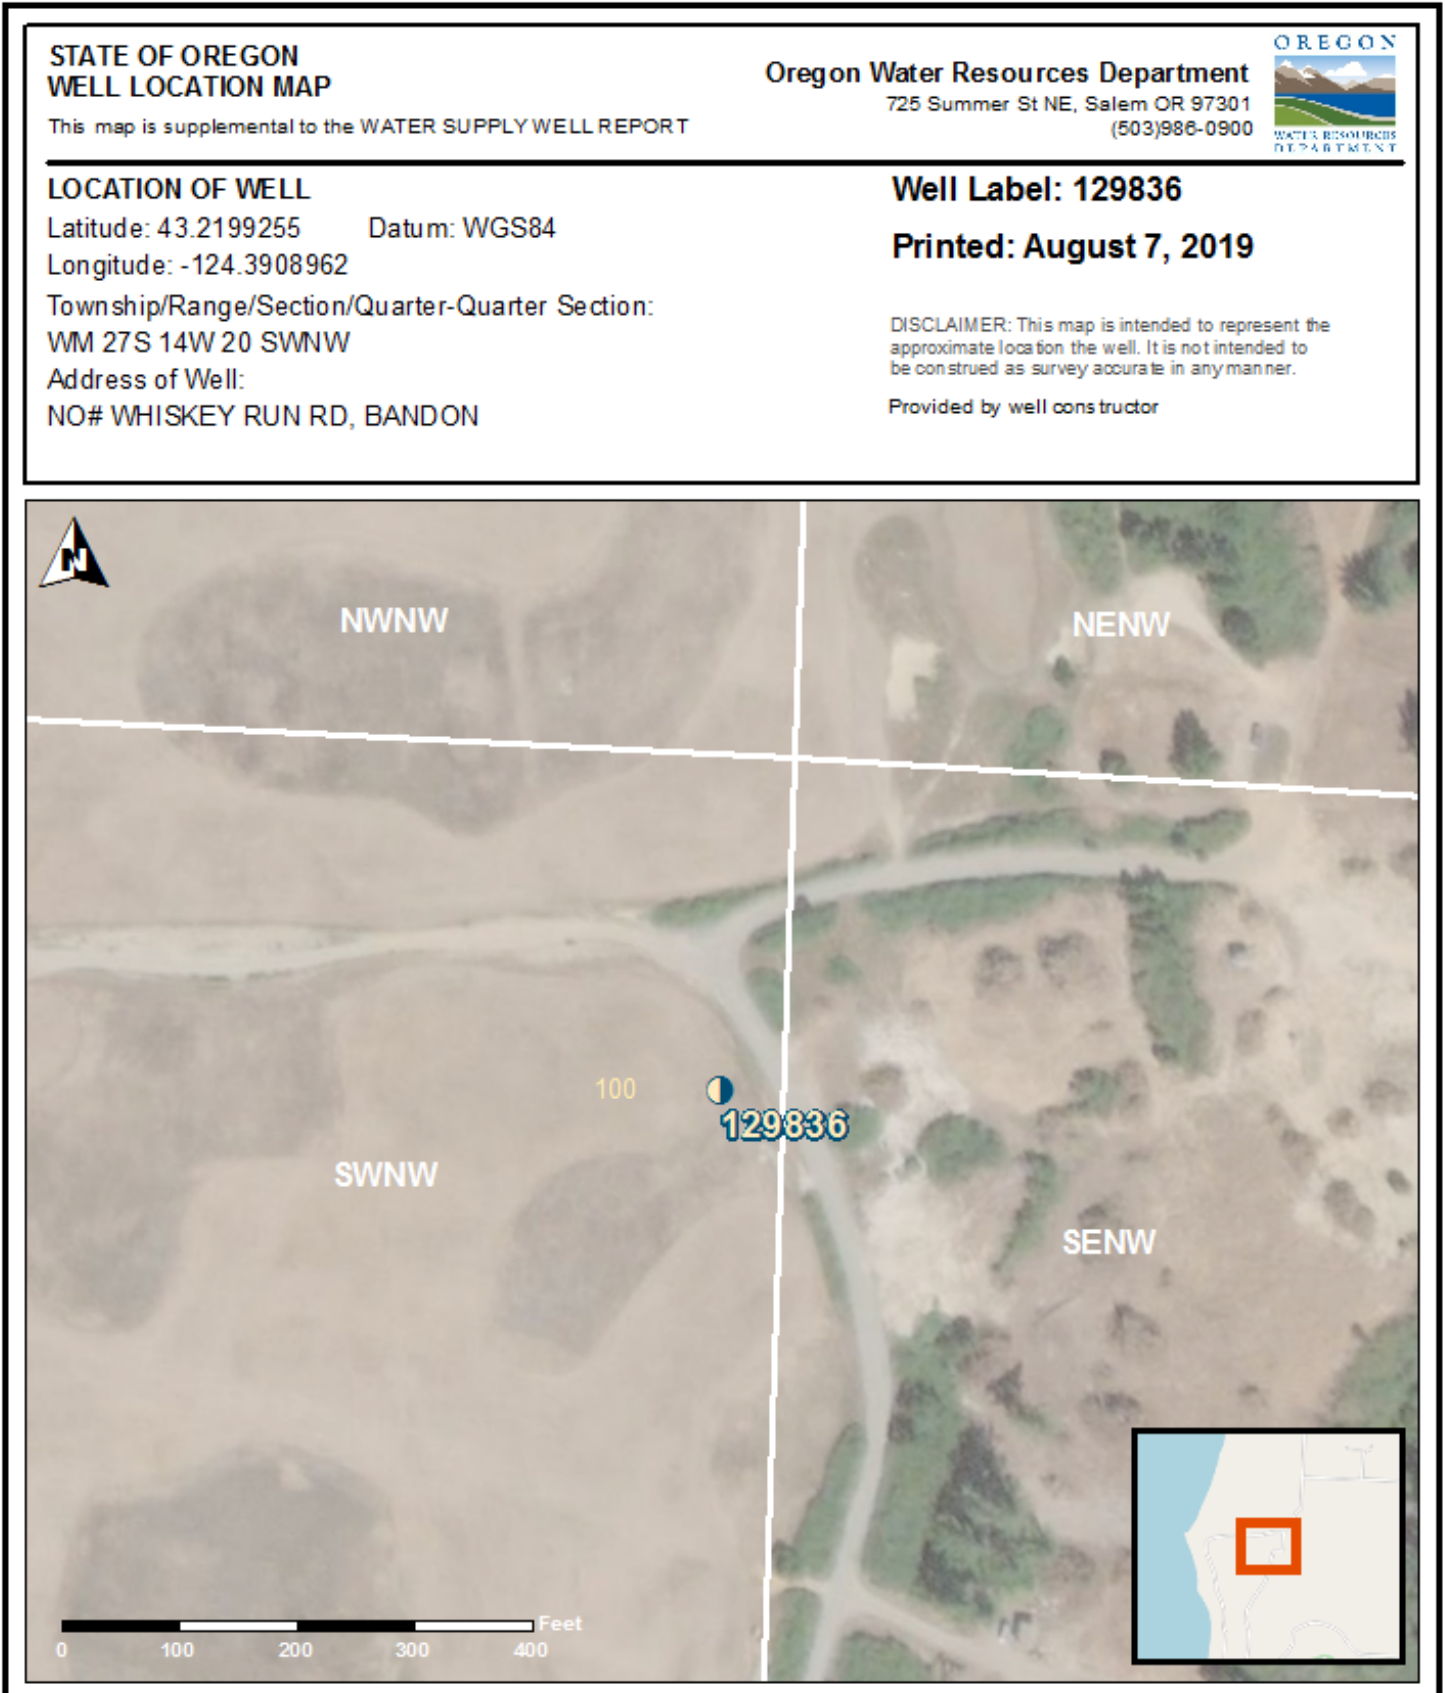 STATE OF OREGON
WELL LOCATION MAP
This map is supplemental to the WATER SUPPLY WELL REPORT
Oregon Water Resources Department
725 Summer St NE, Salem OR 97301
(503)986-0900
OREGON
WATER RESOURCES
DEPARTMENT
LOCATION OF WELL
Latitude: 43.2199255 Datum: WGS84
Longitude: -124.3908962
Township/Range/Section/Quarter-Quarter Section:
WM 27S 14W 20 SWNW
Address of Well:
NO# WHISKEY RUN RD, BANDON
Well Label: 129836
Printed: August 7, 2019
DISCLAIMER: This map is intended to represent the
approximate location the well. It is not intended to
be construed as survey accurate in any manner.
Provided by well constructor
N
NWNW
NENW
100
129836
SWNW
SENW
Feet
0 100 200 300 400